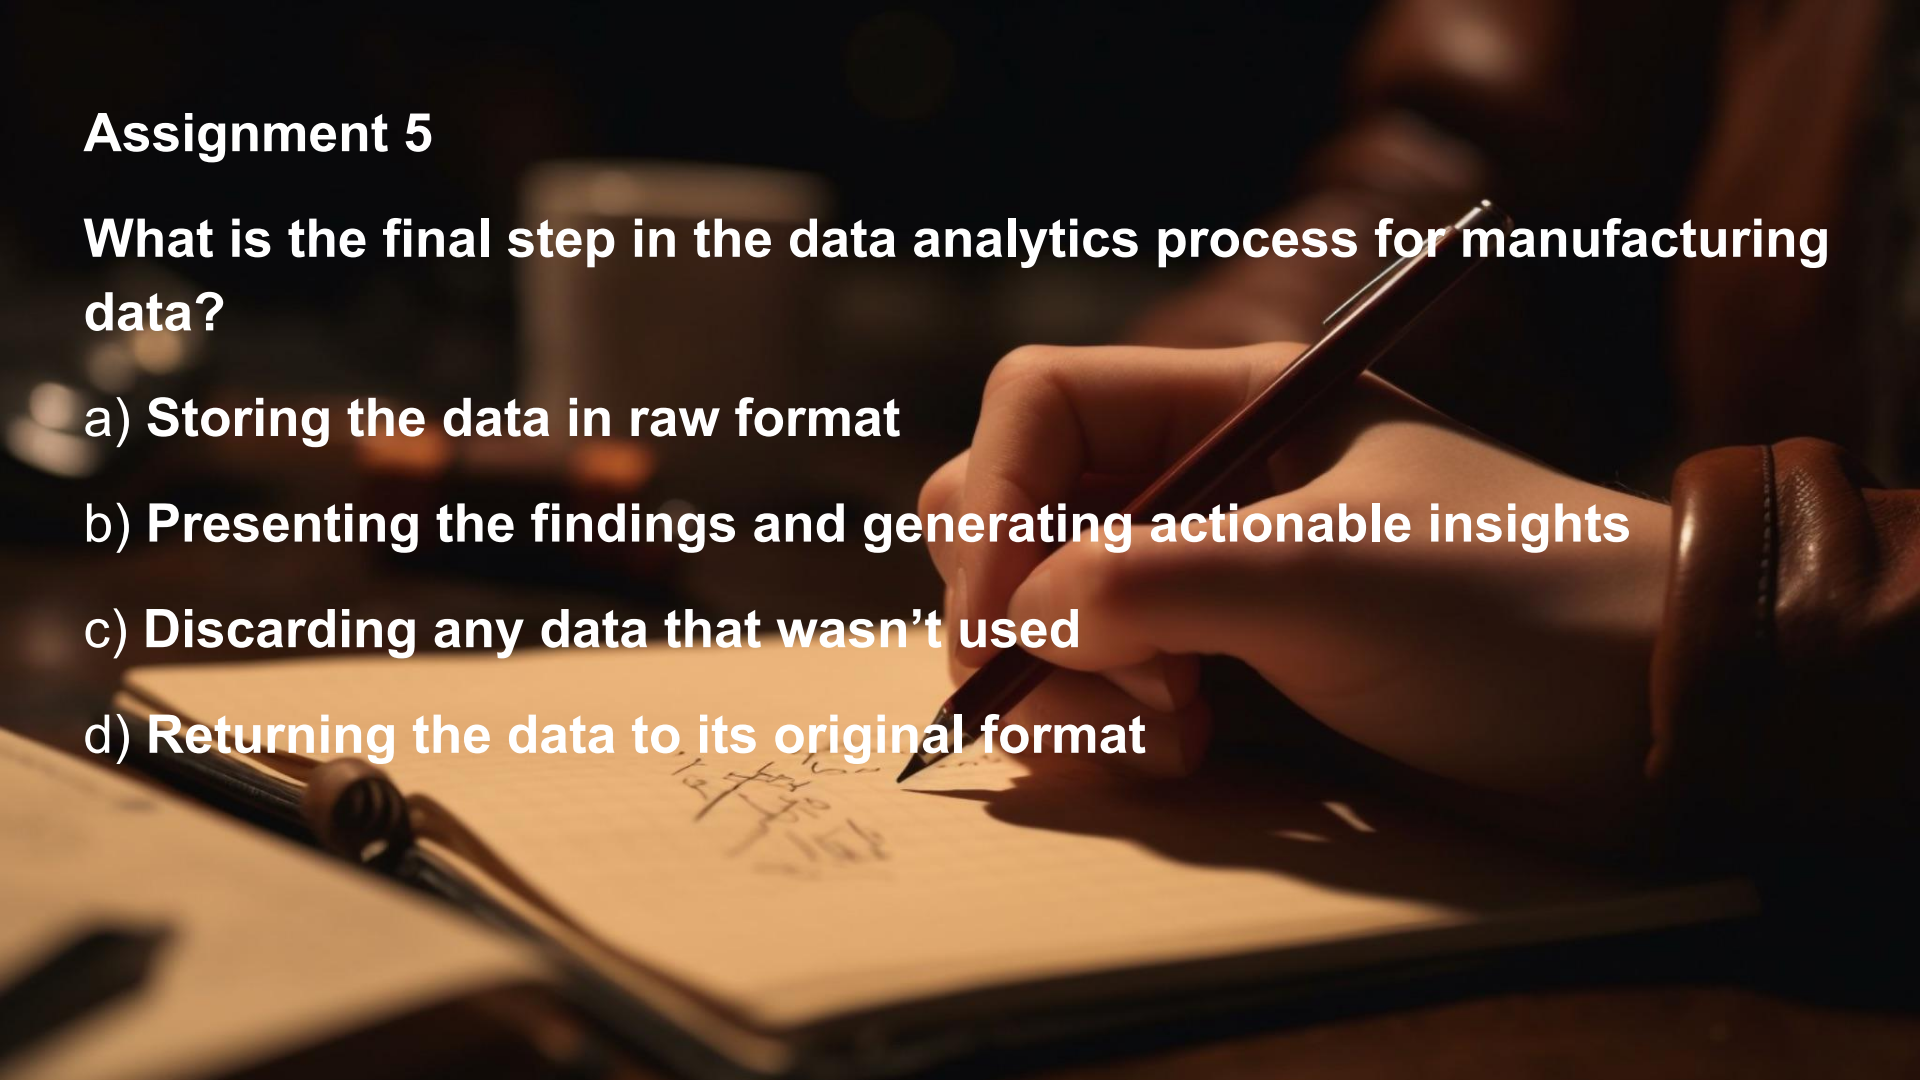 Assignment 5
What is the final step in the data analytics process for manufacturing
data?
a) Storing the data in raw format
b) Presenting the findings and generating actionable insights
c) Discarding any data that wasn’t used
d) Returning the data to its original format